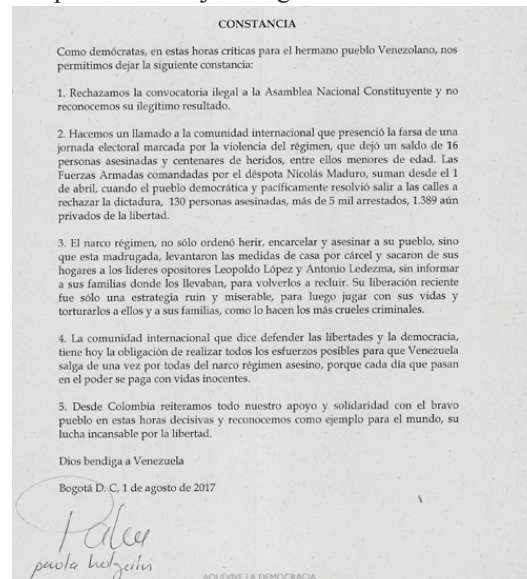 CONSTANCIA
Como demócratas, en estas horas críticas para el hermano pueblo Venezolano, nos
permitimos dejar la siguiente constancia:
1. Rechazamos la convocatoria ilegal a la Asamblea Nacional Constituyente y no
reconocemos su ilegítimo resultado.
2. Hacemos un llamado a la comunidad internacional que presenció la farsa de una
jornada electoral marcada por la violencia del régimen, que dejó un saldo de 16
personas asesinadas y centenares de heridos, entre ellos menores de edad. Las
Fuerzas Armadas comandadas por el déspota Nicolás Maduro, suman desde el 1
de abril, cuando el pueblo democrática y pacíficamente resolvió salir a las calles a
rechazar la dictadura, 130 personas asesinadas, más de 5 mil arrestados, 1.389 aún
privados de la libertad.
3. El narco régimen, no sólo ordenó herir, encarcelar y asesinar a su pueblo, sino
que esta madrugada, levantaron las medidas de casa por cárcel y sacaron de sus
hogares a los líderes opositores Leopoldo López y Antonio Ledezma, sin informar
a sus familias donde los llevaban, para volverlos a recluir. Su liberación reciente
fue sólo una estrategia ruin y miserable, para luego jugar con sus vidas y
torturarlos a ellos y a sus familias, como lo hacen los más crueles criminales.
4. La comunidad internacional que dice defender las libertades y la democracia,
tiene hoy la obligación de realizar todos los esfuerzos posibles para que Venezuela
salga de una vez por todas del narco régimen asesino, porque cada día que pasan
en el poder se paga con vidas inocentes.
5. Desde Colombia reiteramos todo nuestro apoyo y solidaridad con el bravo
pueblo en estas horas decisivas y reconocemos como ejemplo para el mundo, su
lucha incansable por la libertad.
Dios bendiga a Venezuela
Bogotá D. C, 1 de agosto de 2017
paola holguín
AQUÍ VIVE LA DEMOCRACIA